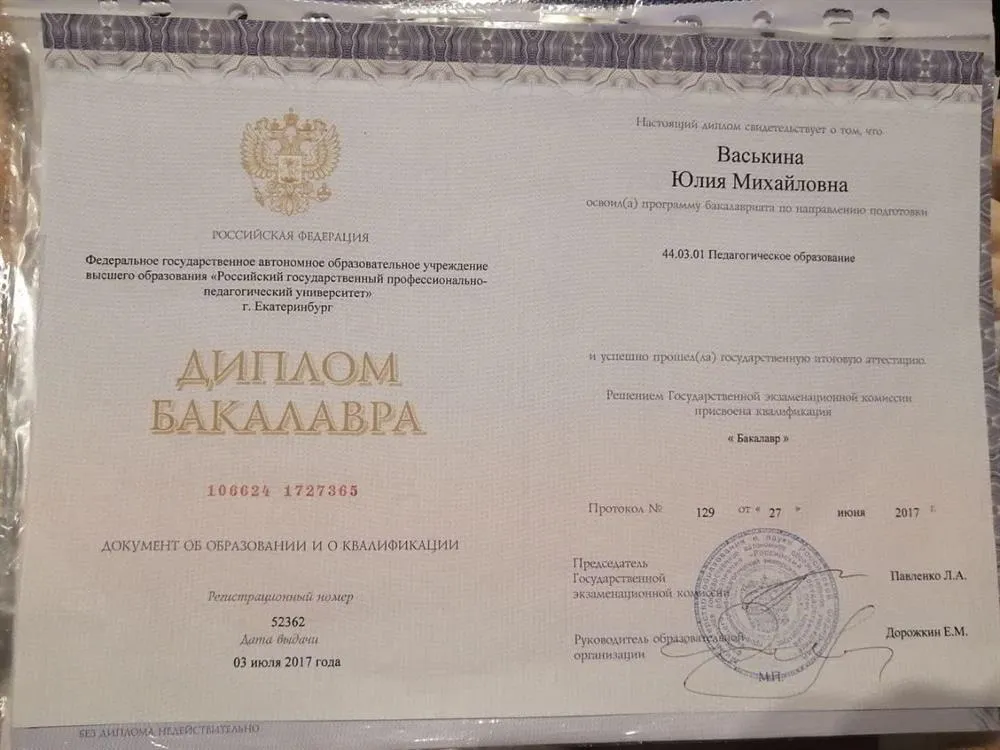 РОССИЙСКАЯ ФЕДЕРАЦИЯ
Федеральное государственное автономное образовательное учреждение
высшего образования «Российский государственный профессионально-
педагогический университет»
г. Екатеринбург
ДИПЛОМ
БАКАЛАВРА
106624 1727365
ДОКУМЕНТ ОБ ОБРАЗОВАНИИ И О КВАЛИФИКАЦИИ
Регистрационный номер
52362
Дата выдачи
03 июля 2017 года
Настоящий диплом свидетельствует о том, что
Васькина
Юлия Михайловна
освоил(а) программу бакалавриата по направлению подготовки
44.03.01 Педагогическое образование
и успешно прошел(ла) государственную итоговую аттестацию.
Решением Государственной экзаменационной комиссии
присвоена квалификация
« Бакалавр »
Протокол № 129 от « 27 » июня 2017 г.
Председатель
Государственной
экзаменационной комиссии
Павленко Л.А.
Руководитель образовательной
организации
Дорожкин Е.М.
М.П.
БЕЗ ДИПЛОМА НЕДЕЙСТВИТЕЛЬНО